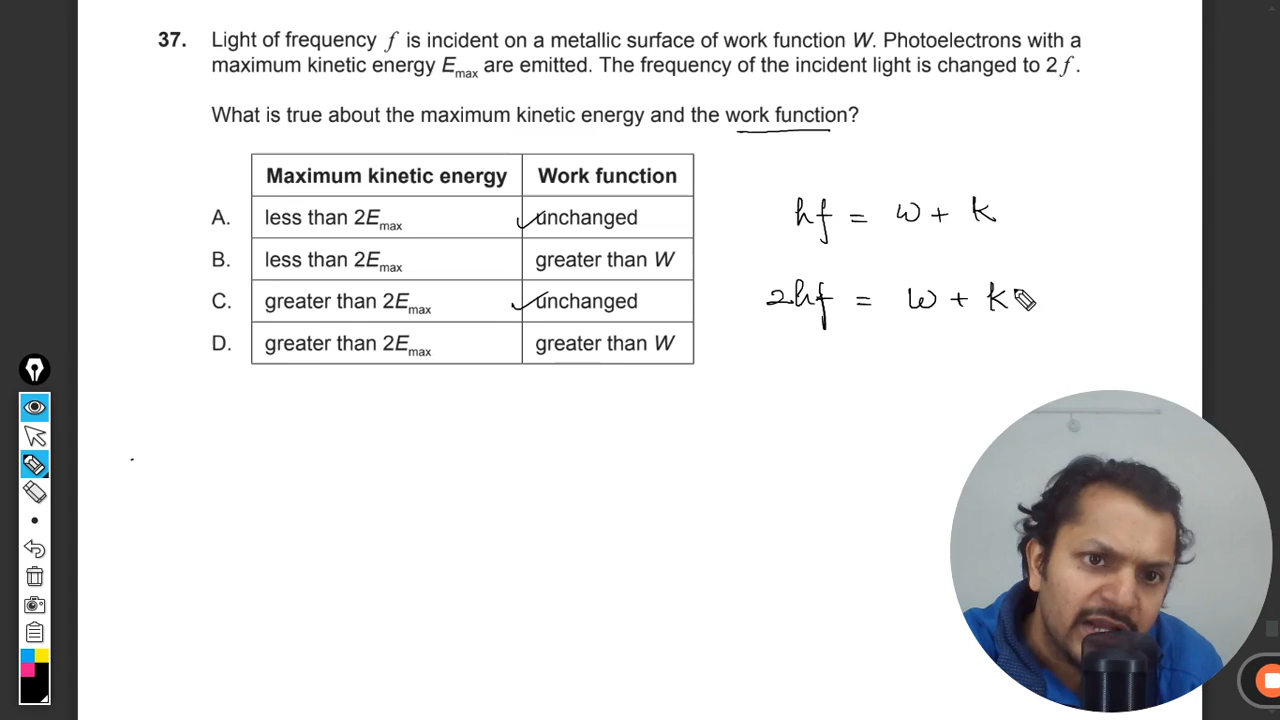 37. Light of frequency f is incident on a metallic surface of work function W. Photoelectrons with a
maximum kinetic energy Emax are emitted. The frequency of the incident light is changed to 2f.
What is true about the maximum kinetic energy and the work function?
Maximum kinetic energy Work function
A. less than 2Emax unchanged
B. less than 2Emax greater than W
C. greater than 2Emax unchanged
D. greater than 2Emax greater than W
hf = w + k
2hf = w + k